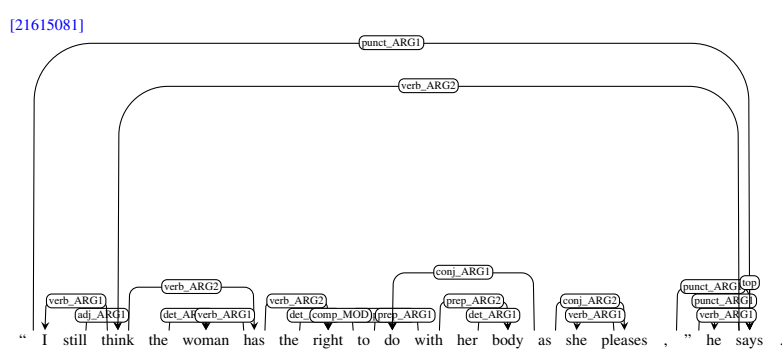 [21615081]
punct_ARG1
verb_ARG2
conj_ARG1
verb_ARG2 punct_ARG1 top
verb_ARG1 verb_ARG2 prep_ARG2 conj_ARG2 punct_ARG1
adj_ARG1 verb_ARG1 comp_MOD prep_ARG1 det_ARG1 verb_ARG1 verb_ARG1
“ I still think the woman has the right to do with her body as she pleases , ” he says .